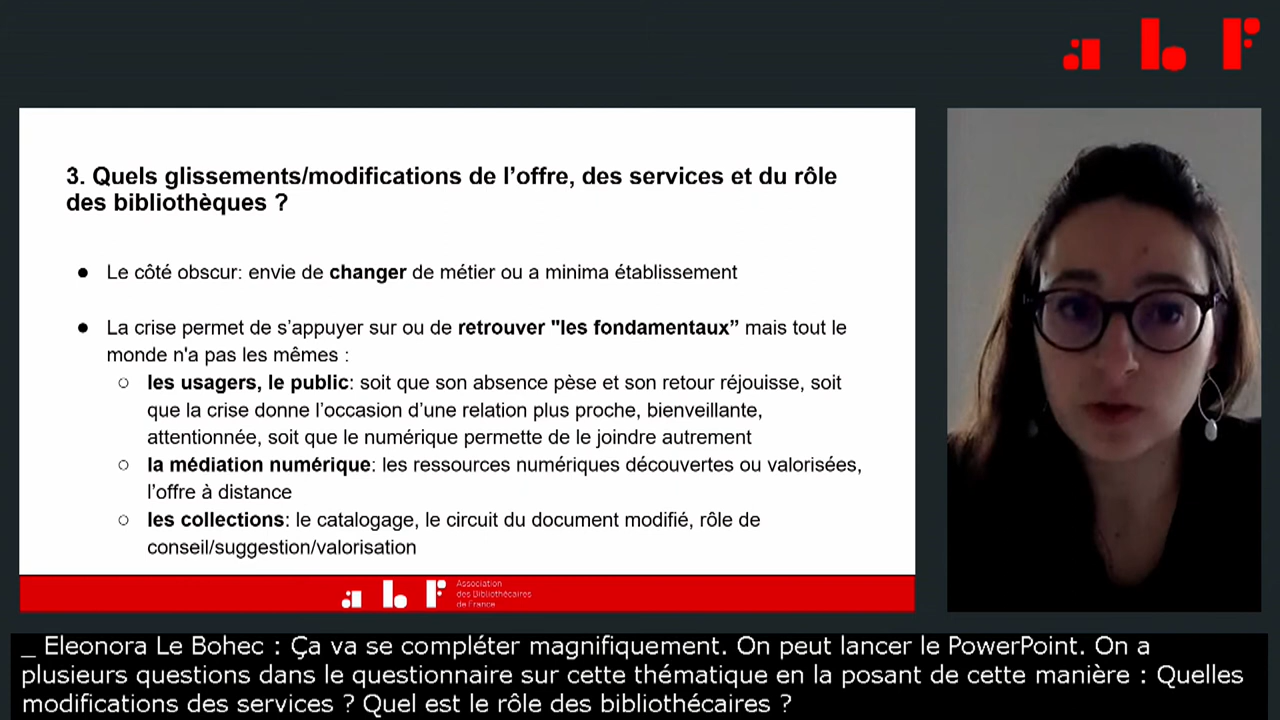 abf
3. Quels glissements/modifications de l’offre, des services et du rôle
des bibliothèques ?
● Le côté obscur: envie de changer de métier ou a minima établissement
● La crise permet de s’appuyer sur ou de retrouver "les fondamentaux” mais tout le
monde n'a pas les mêmes :
○ les usagers, le public: soit que son absence pèse et son retour réjouisse, soit
que la crise donne l’occasion d’une relation plus proche, bienveillante,
attentionnée, soit que le numérique permette de le joindre autrement
○ la médiation numérique: les ressources numériques découvertes ou valorisées,
l’offre à distance
○ les collections: le catalogage, le circuit du document modifié, rôle de
conseil/suggestion/valorisation
abf
Association
des Bibliothécaires
de France
_ Eleonora Le Bohec : Ça va se compléter magnifiquement. On peut lancer le PowerPoint. On a
plusieurs questions dans le questionnaire sur cette thématique en la posant de cette manière : Quelles
modifications des services ? Quel est le rôle des bibliothécaires ?